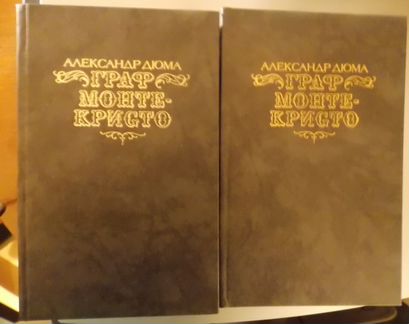 АЛЕКСАНДР ДЮМА
ГРАФ
МОНТЕ-
КРИСТО
АЛЕКСАНДР ДЮМА
ГРАФ
МОНТЕ-
КРИСТО